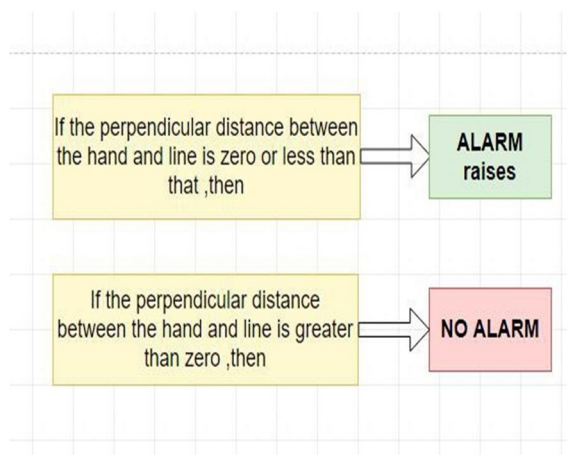 If the perpendicular distance between
the hand and line is zero or less than
that ,then
ALARM
raises
If the perpendicular distance
between the hand and line is greater
than zero ,then
NO ALARM